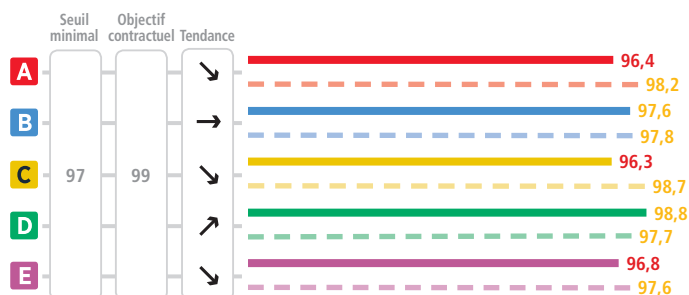 Seuil minimal
Objectif contractuel
Tendance
A
96,4
98,2
B
97,6
97,8
C
97
99
96,3
98,7
D
98,8
97,7
E
96,8
97,6